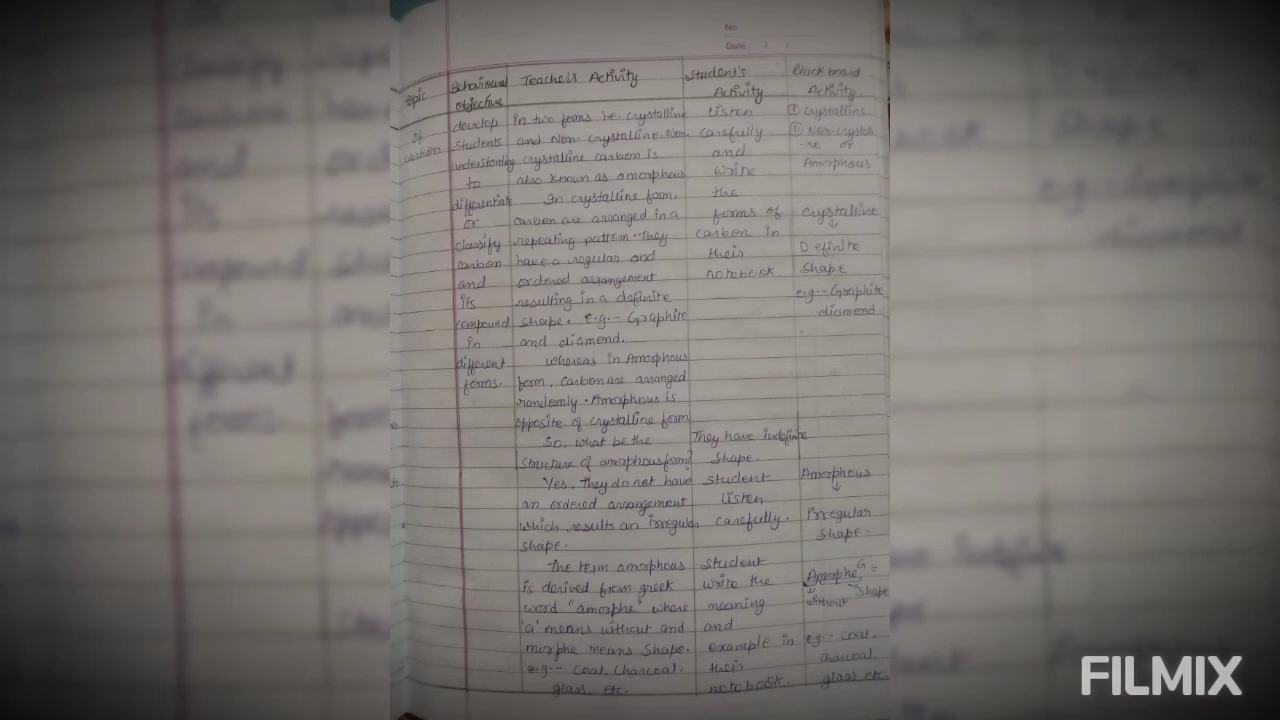 No
Date / /
Topic
of
carbon
Behavioural
objective
develop
students
understanding
to
differentiate
or
classify
carbon
and
its
compound
in
different
forms.
Teacher's Activity
in two forms i.e. crystalline
and Non-crystalline. Non
crystalline carbon is
also known as amorphous
In crystalline form,
carbon are arranged in a
repeating pattern. They
have a regular and
ordered arrangement
resulting in a definite
shape. e.g.- Graphite
and diamond.
whereas in Amorphous
form, carbon are arranged
randomly. Amorphous is
opposite of crystalline form
So, what be the
structure of amorphous form?
Yes, They do not have
an ordered arrangement
which results an irregular
shape.
The term amorphous
is derived from greek
word "amorphe" where
'a' means without and
morphe means shape.
e.g.- coal, charcoal,
glass, etc.
Student's
Activity
listen
carefully
and
write
the
forms of
carbon in
their
notebook
They have indefinite
shape.
student
listen
carefully.
student
write the
meaning
and
example in
their
notebook.
Black board
Activity
Crystalline
Non-crystal
-ne or
Amorphous
crystalline
↓
Definite
shape
e.g-- Graphite
diamond
Amorphous
↓
Irregular
shape.
Amorphe, G =
without shape
e.g-- coal,
charcoal,
glass etc.
FILMIX